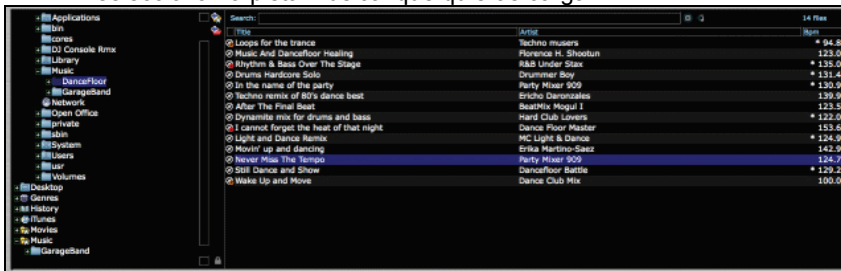 Applications
bin
cores
DJ Console Rmx
Library
Music
DanceFloor
GarageBand
Network
Open Office
private
sbin
System
Users
usr
Volumes
Desktop
Genres
History
iTunes
Movies
Music
GarageBand
Search: 14 files
Title Artist Bpm
Loops for the trance Techno musers * 94.8
Music And Dancefloor Healing Florence H. Shootun 123.0
Rhythm & Bass Over The Stage R&B Under Stax * 135.0
Drums Hardcore Solo Drummer Boy * 131.4
In the name of the party Party Mixer 909 * 130.9
Techno remix of 80's dance best Ericho Daronzales 139.9
After The Final Beat BeatMix Mogul I 123.5
Dynamite mix for drums and bass Hard Club Lovers * 122.0
I cannot forget the heat of that night Dance Floor Master 153.6
Light and Dance Remix MC Light & Dance * 124.9
Movin' up and dancing Erika Martino-Saez 142.9
Never Miss The Tempo Party Mixer 909 124.7
Still Dance and Show Dancefloor Battle * 129.2
Wake Up and Move Dance Club Mix 100.0